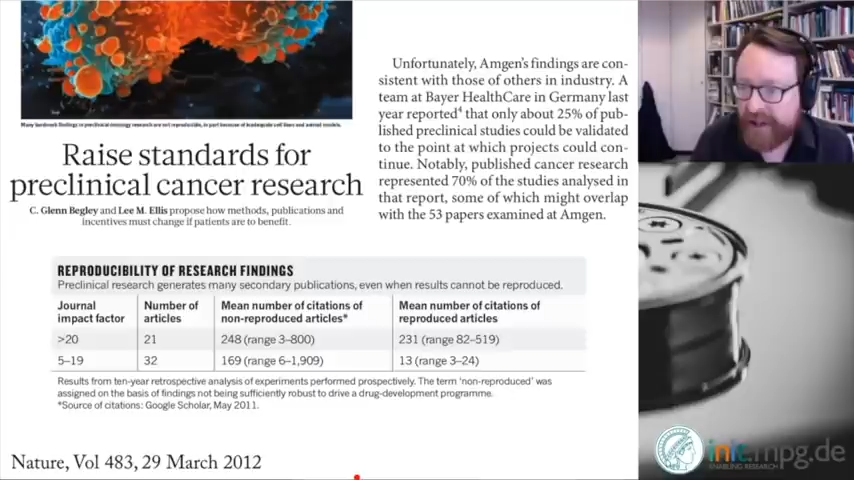 Many landmark findings in preclinical oncology research are not reproducible, in part because of inadequate cell lines and animal models.
Raise standards for
preclinical cancer research
C. Glenn Begley and Lee M. Ellis propose how methods, publications and
incentives must change if patients are to benefit.
Unfortunately, Amgen's findings are con-
sistent with those of others in industry. A
team at Bayer HealthCare in Germany last
year reported⁴ that only about 25% of pub-
lished preclinical studies could be validated
to the point at which projects could con-
tinue. Notably, published cancer research
represented 70% of the studies analysed in
that report, some of which might overlap
with the 53 papers examined at Amgen.
REPRODUCIBILITY OF RESEARCH FINDINGS
Preclinical research generates many secondary publications, even when results cannot be reproduced.
Journal impact factor Number of articles Mean number of citations of non-reproduced articles* Mean number of citations of reproduced articles
>20 21 248 (range 3–800) 231 (range 82–519)
5–19 32 169 (range 6–1,909) 13 (range 3–24)
Results from ten-year retrospective analysis of experiments performed prospectively. The term 'non-reproduced' was
assigned on the basis of findings not being sufficiently robust to drive a drug-development programme.
*Source of citations: Google Scholar, May 2011.
Nature, Vol 483, 29 March 2012
.mpg.de
ENABLING RESEARCH